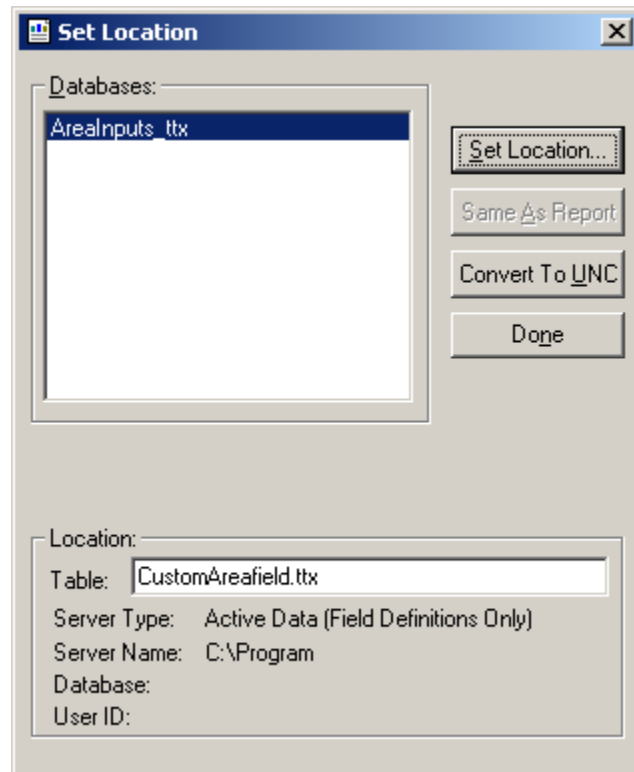 Set Location
Databases:
AreaInputs_ttx
Set Location...
Same As Report
Convert To UNC
Done
Location:
Table: CustomAreafield.ttx
Server Type: Active Data (Field Definitions Only)
Server Name: C:\Program
Database:
User ID: